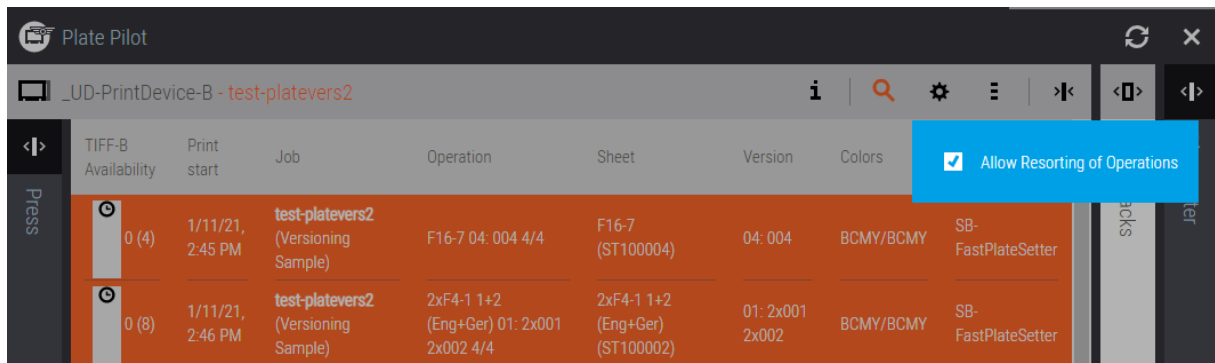 Plate Pilot
_UD-PrintDevice-B - test-platevers2
TIFF-B Availability
Print start
Job
Operation
Sheet
Version
Colors
Allow Resorting of Operations
Press
0 (4)
1/11/21, 2:45 PM
test-platevers2 (Versioning Sample)
F16-7 04: 004 4/4
F16-7 (ST100004)
04: 004
BCMY/BCMY
SB-FastPlateSetter
0 (8)
1/11/21, 2:46 PM
test-platevers2 (Versioning Sample)
2xF4-1 1+2 (Eng+Ger) 01: 2x001 2x002 4/4
2xF4-1 1+2 (Eng+Ger) (ST100002)
01: 2x001 2x002
BCMY/BCMY
SB-FastPlateSetter